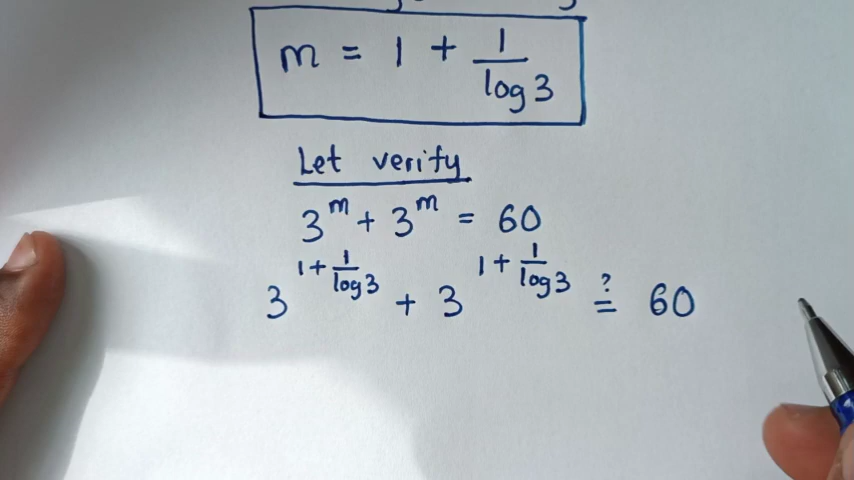 m = 1 + 1/log 3
Let verify
3^m + 3^m = 60
3^(1 + 1/log 3) + 3^(1 + 1/log 3) ?= 60